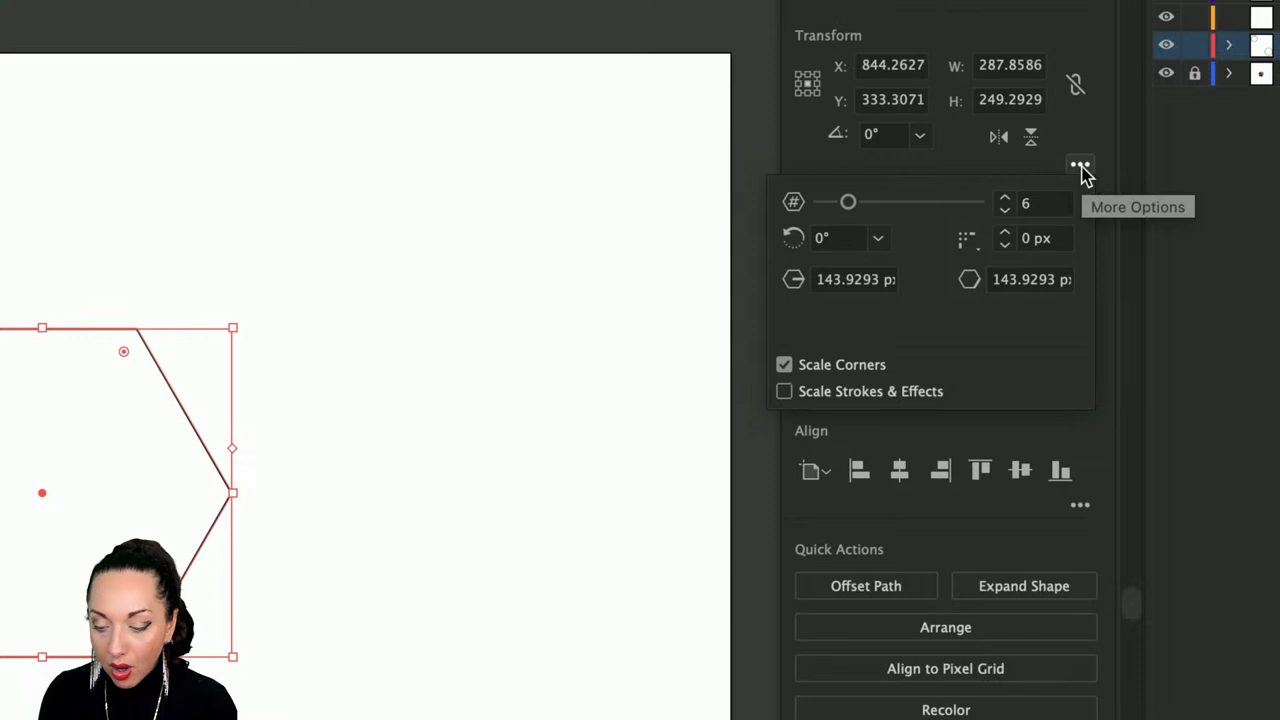 Transform
X: 844.2627 W: 287.8586
Y: 333.3071 H: 249.2929
0°
# 6
More Options
0° 0 px
143.9293 px 143.9293 px
Scale Corners
Scale Strokes & Effects
Align
Quick Actions
Offset Path Expand Shape
Arrange
Align to Pixel Grid
Recolor